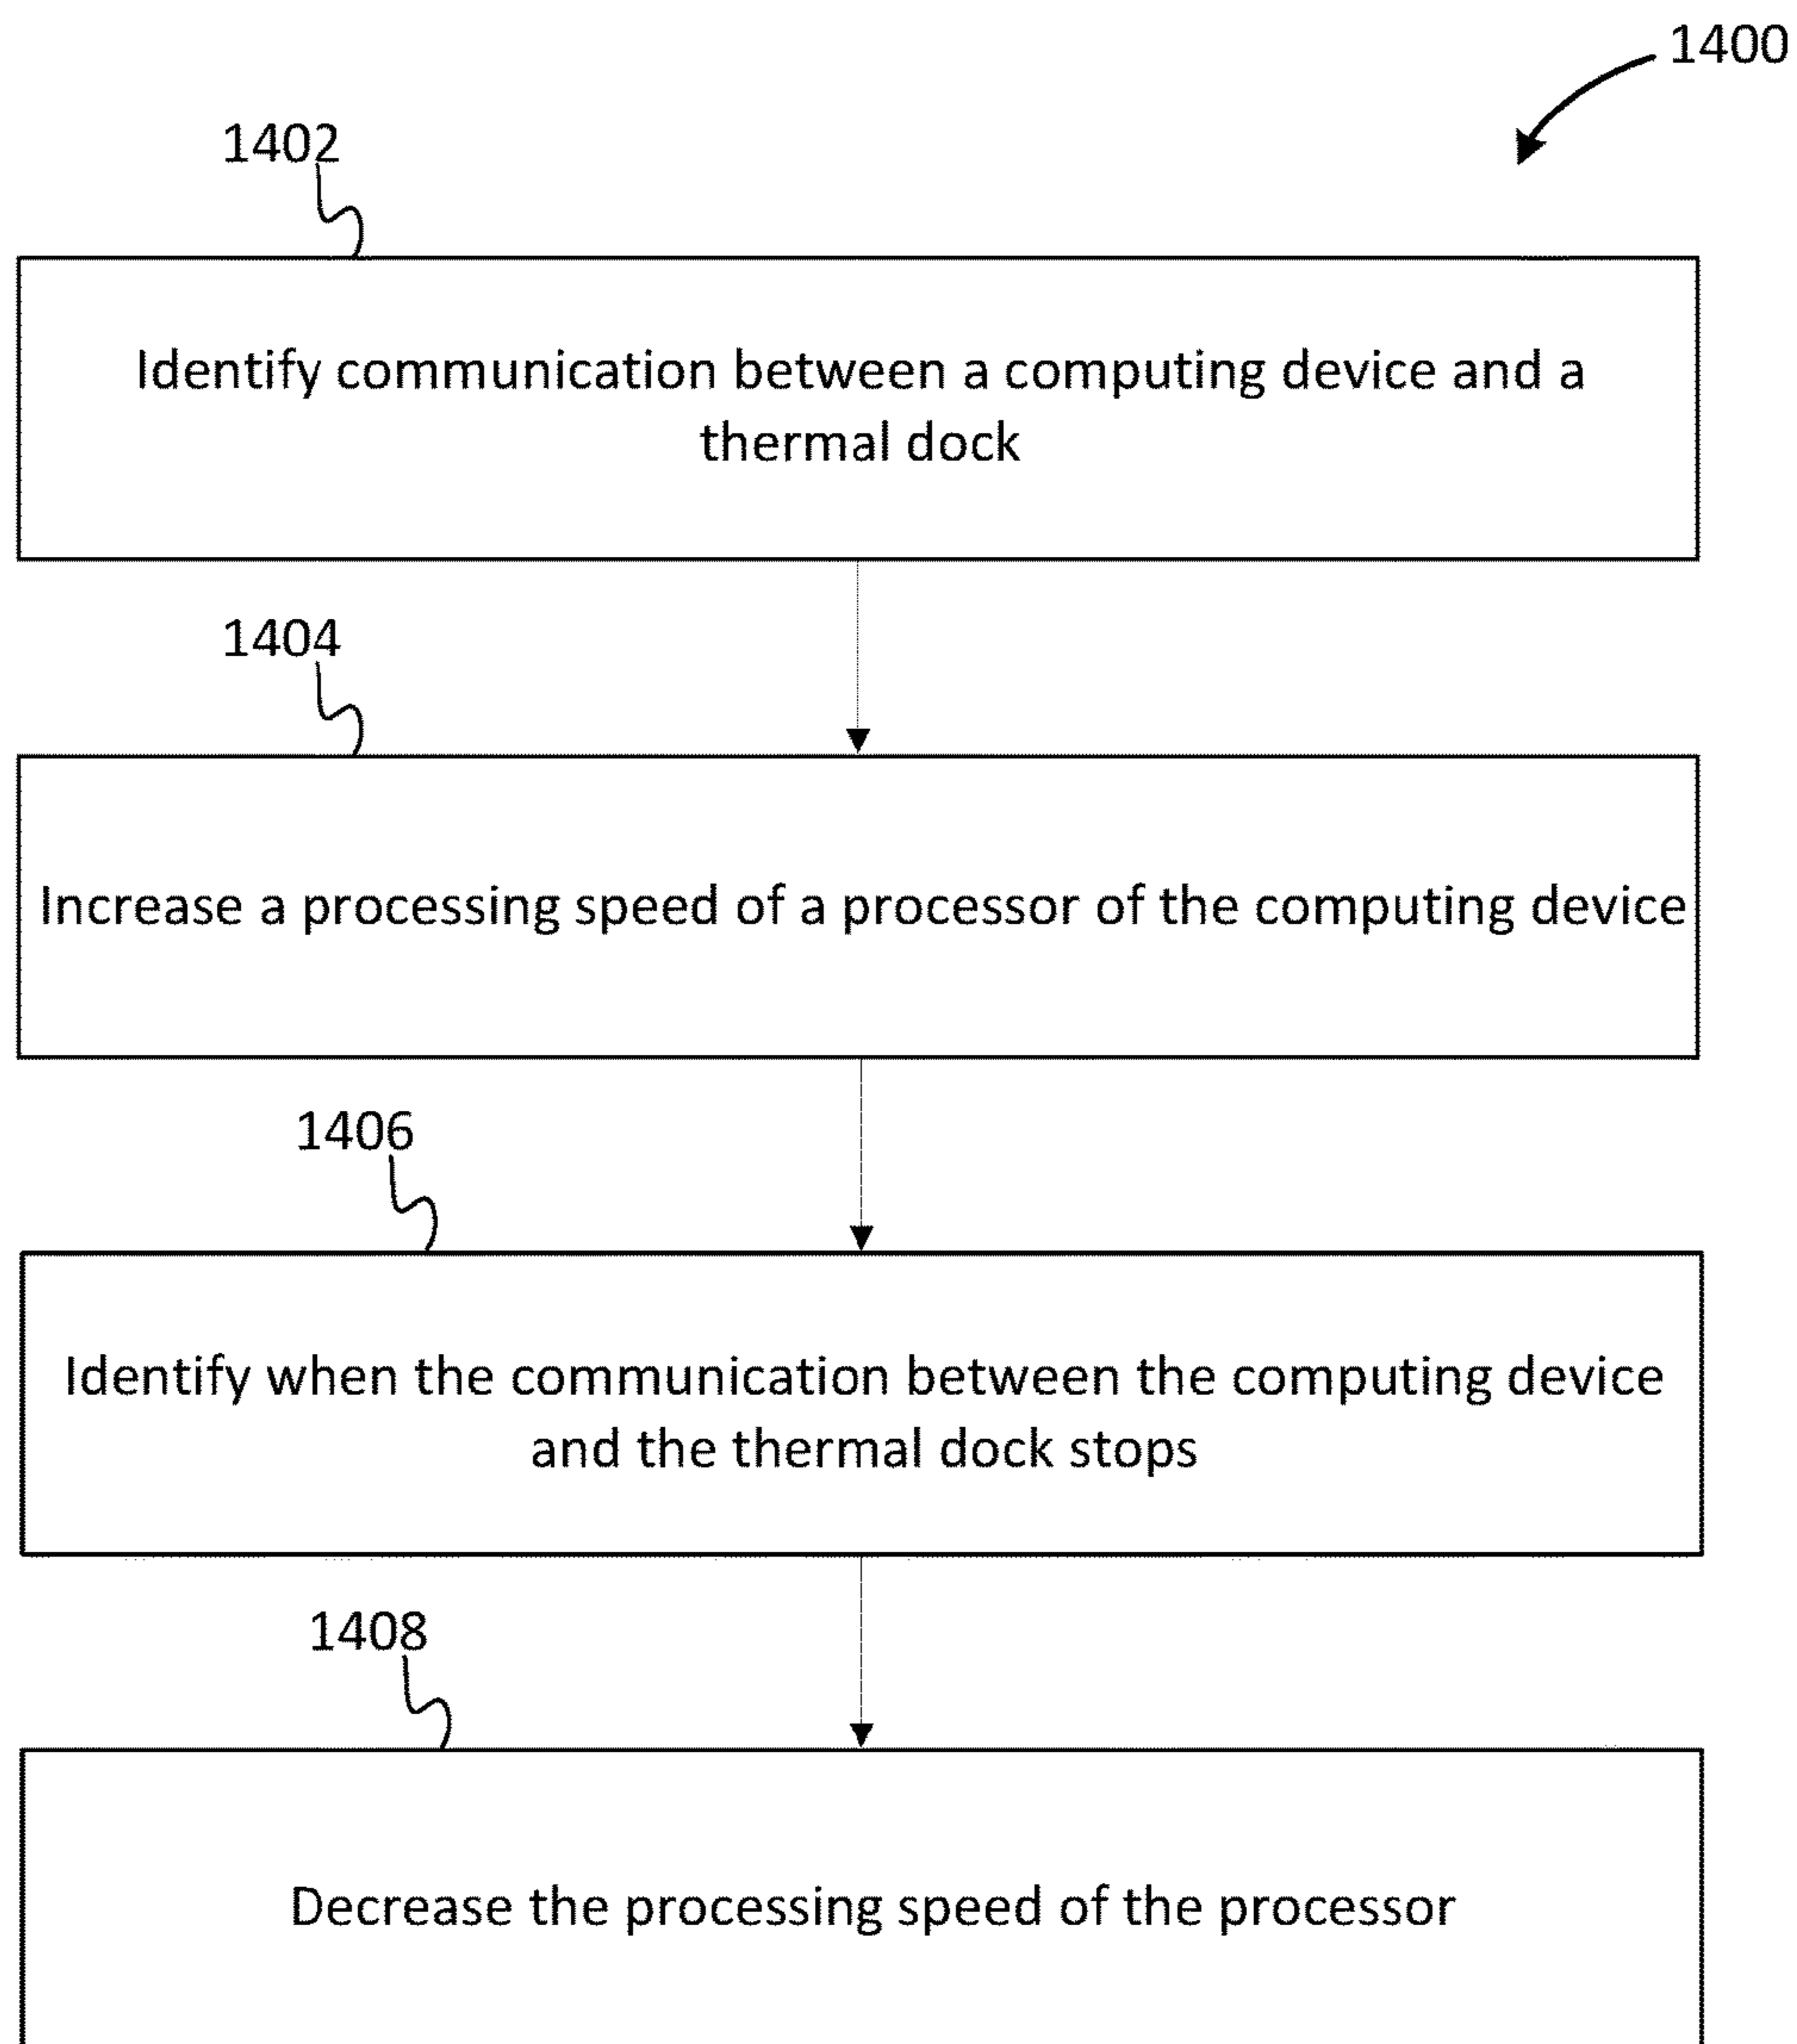 1400
1402
Identify communication between a computing device and a
thermal dock
1404
Increase a processing speed of a processor of the computing device
1406
Identify when the communication between the computing device
and the thermal dock stops
1408
Decrease the processing speed of the processor